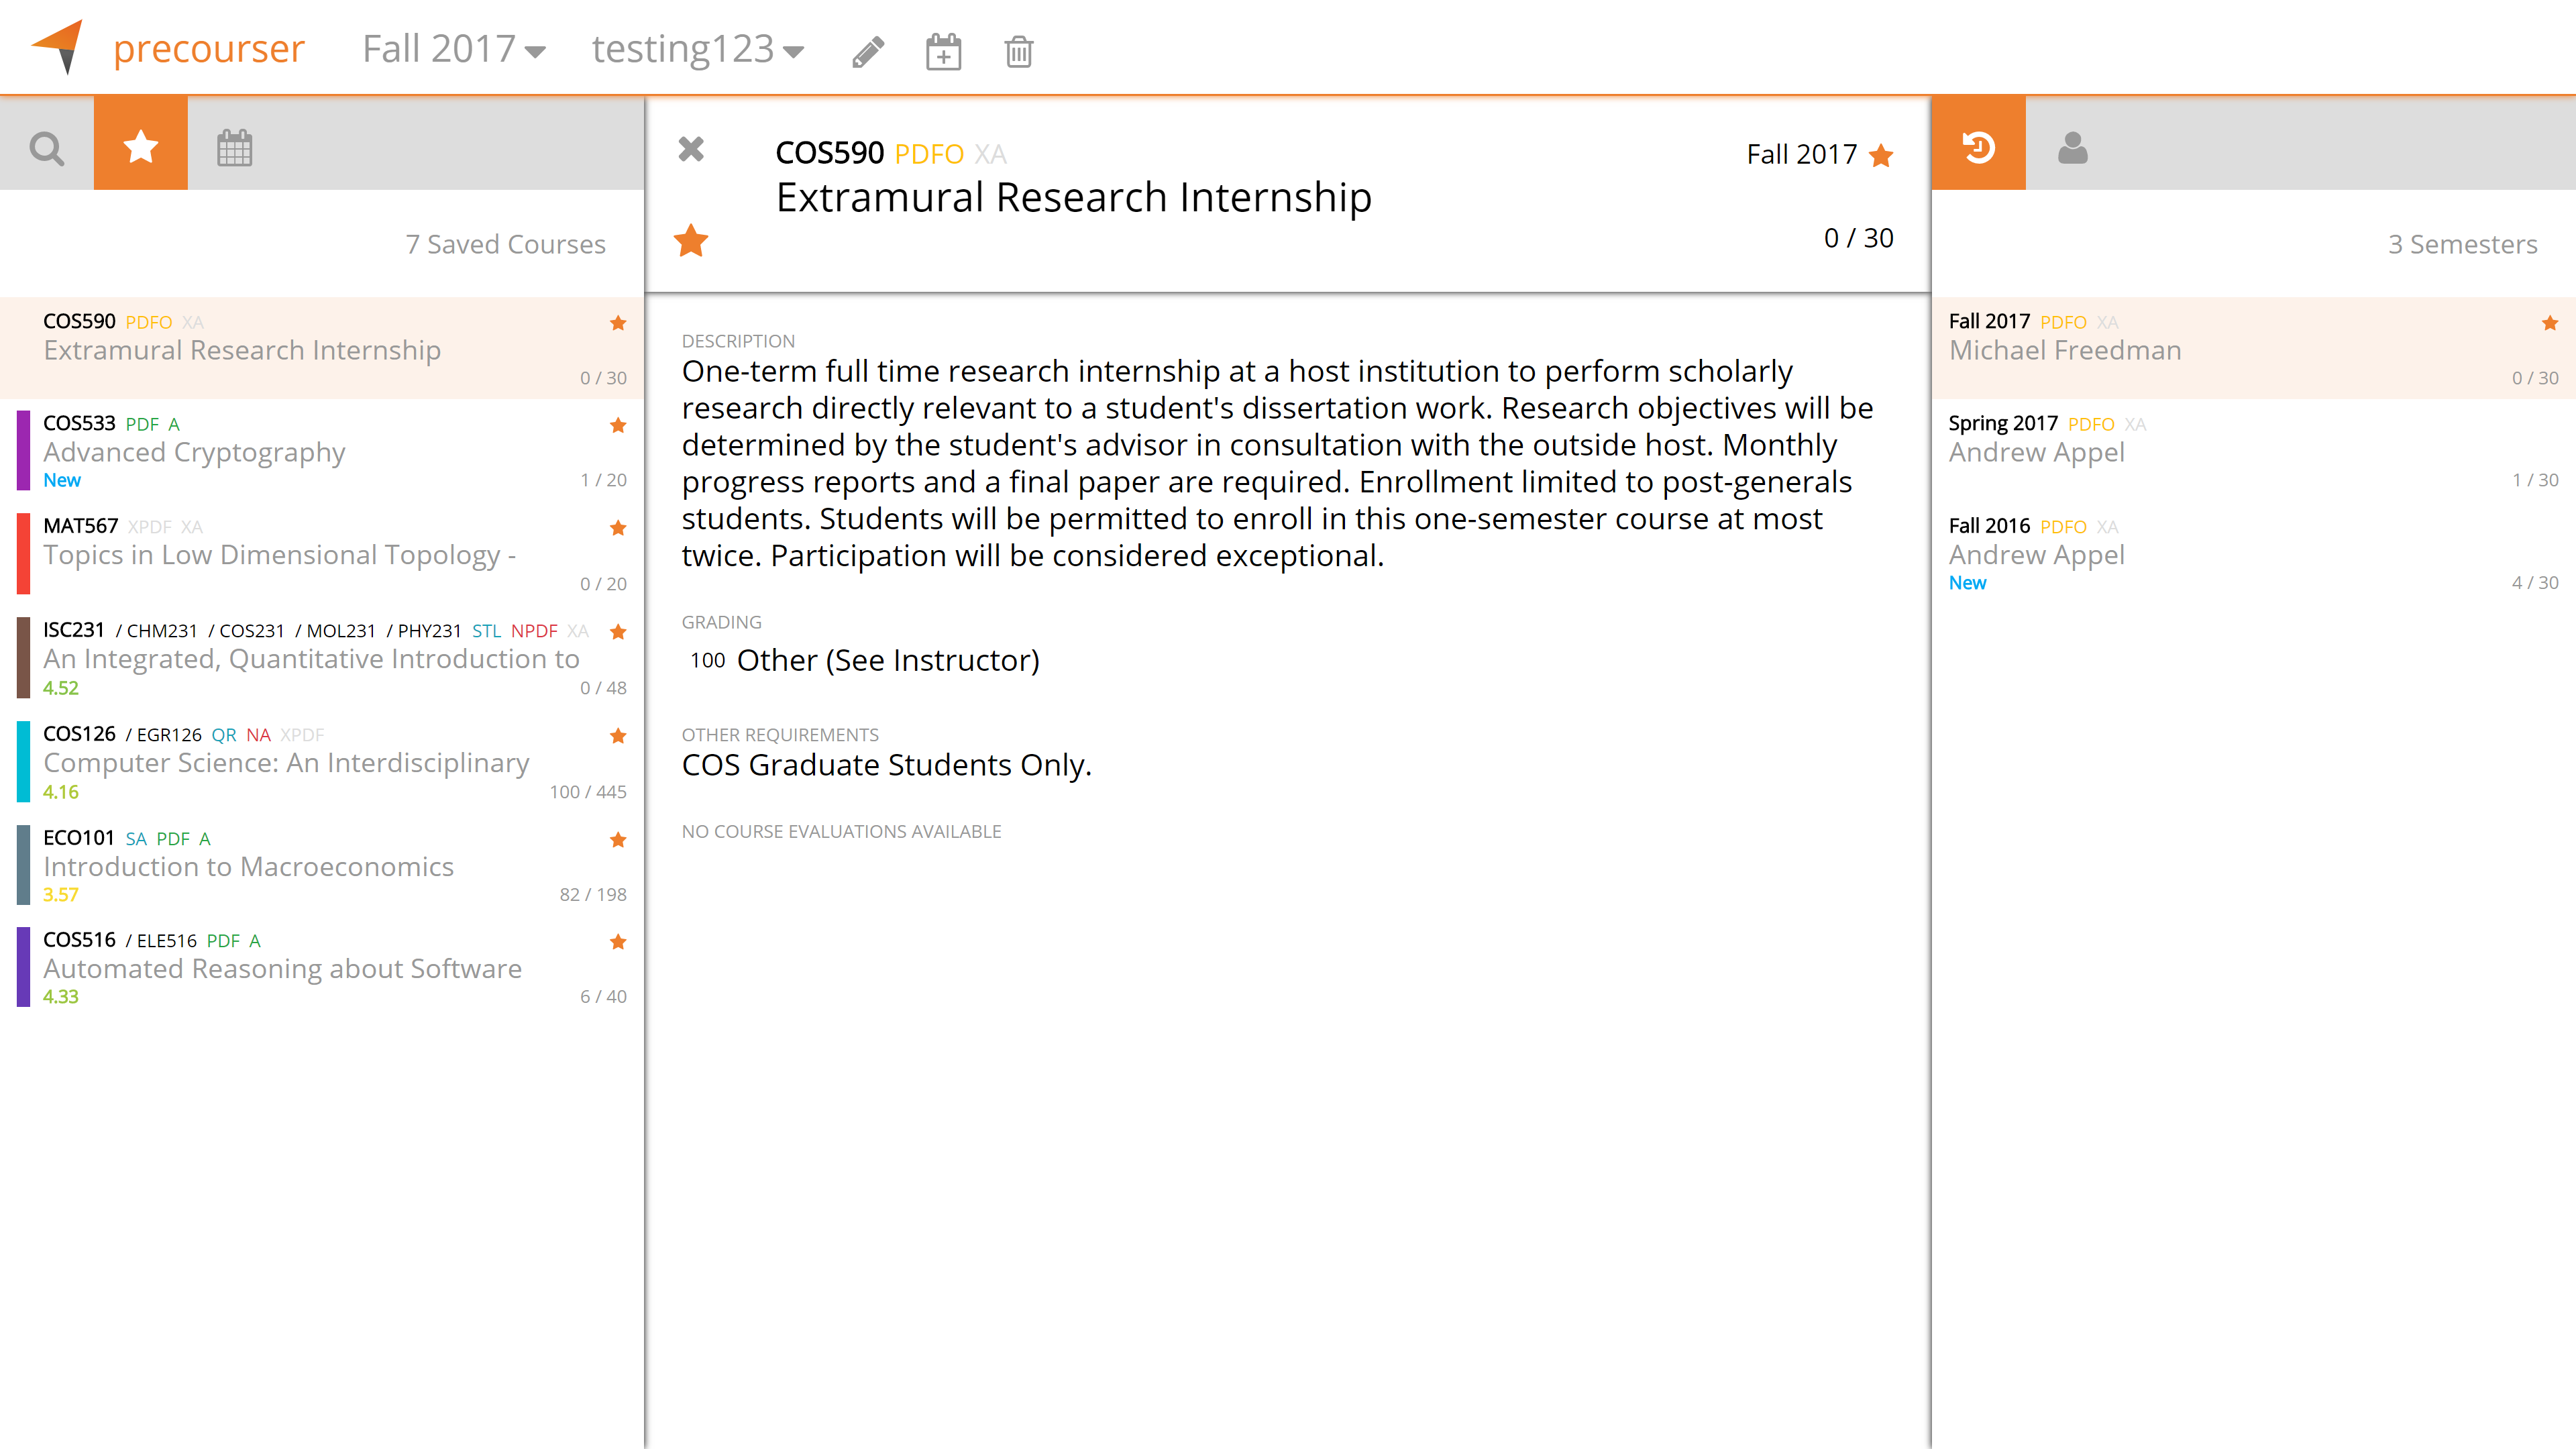 precourser
Fall 2017
testing123
7 Saved Courses
COS590 PDFO XA
Extramural Research Internship
0 / 30
COS533 PDF A
Advanced Cryptography
New
1 / 20
MAT567 XPDF XA
Topics in Low Dimensional Topology -
0 / 20
ISC231 / CHM231 / COS231 / MOL231 / PHY231 STL NPDF XA
An Integrated, Quantitative Introduction to
4.52
0 / 48
COS126 / EGR126 QR NA XPDF
Computer Science: An Interdisciplinary
4.16
100 / 445
ECO101 SA PDF A
Introduction to Macroeconomics
3.57
82 / 198
COS516 / ELE516 PDF A
Automated Reasoning about Software
4.33
6 / 40
COS590 PDFO XA
Fall 2017
Extramural Research Internship
0 / 30
DESCRIPTION
One-term full time research internship at a host institution to perform scholarly
research directly relevant to a student's dissertation work. Research objectives will be
determined by the student's advisor in consultation with the outside host. Monthly
progress reports and a final paper are required. Enrollment limited to post-generals
students. Students will be permitted to enroll in this one-semester course at most
twice. Participation will be considered exceptional.
GRADING
100 Other (See Instructor)
OTHER REQUIREMENTS
COS Graduate Students Only.
NO COURSE EVALUATIONS AVAILABLE
3 Semesters
Fall 2017 PDFO XA
Michael Freedman
0 / 30
Spring 2017 PDFO XA
Andrew Appel
1 / 30
Fall 2016 PDFO XA
Andrew Appel
New
4 / 30